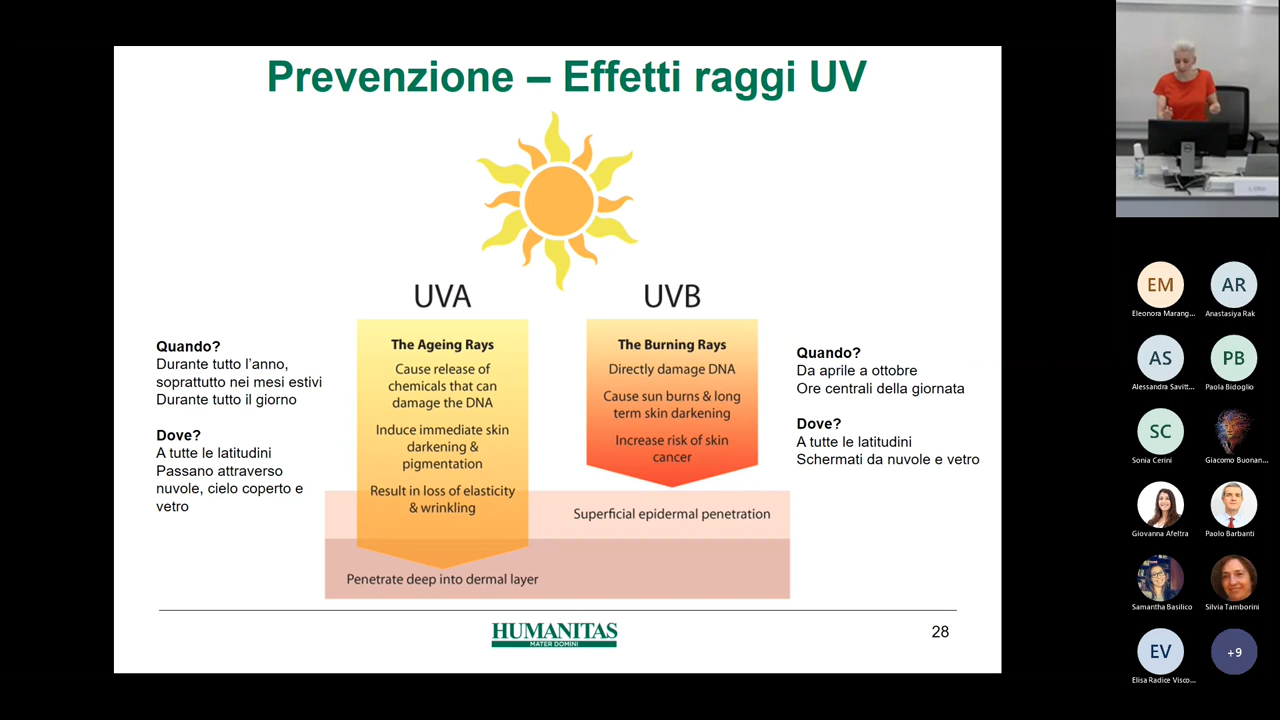 Prevenzione – Effetti raggi UV
UVA
UVB
Quando?
Durante tutto l'anno,
soprattutto nei mesi estivi
Durante tutto il giorno
Dove?
A tutte le latitudini
Passano attraverso
nuvole, cielo coperto e
vetro
The Ageing Rays
Cause release of
chemicals that can
damage the DNA
Induce immediate skin
darkening &
pigmentation
Result in loss of elasticity
& wrinkling
Penetrate deep into dermal layer
The Burning Rays
Directly damage DNA
Cause sun burns & long
term skin darkening
Increase risk of skin
cancer
Superficial epidermal penetration
Quando?
Da aprile a ottobre
Ore centrali della giornata
Dove?
A tutte le latitudini
Schermati da nuvole e vetro
HUMANITAS
MATER DOMINI
28
EM
Eleonora Marang...
AR
Anastasiya Rak
AS
Alessandra Savitt...
PB
Paola Bidoglio
SC
Sonia Cerini
Giacomo Buonan...
Giovanna Afeltra
Paolo Barbanti
Samantha Basilico
Silvia Tamborini
EV
Elisa Radice Visco...
+9